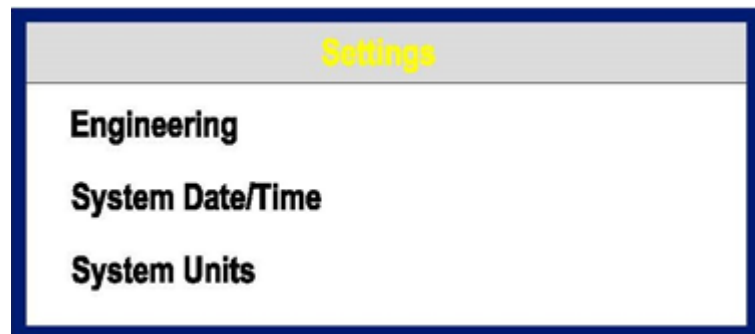 Settings
Engineering
System Date/Time
System Units